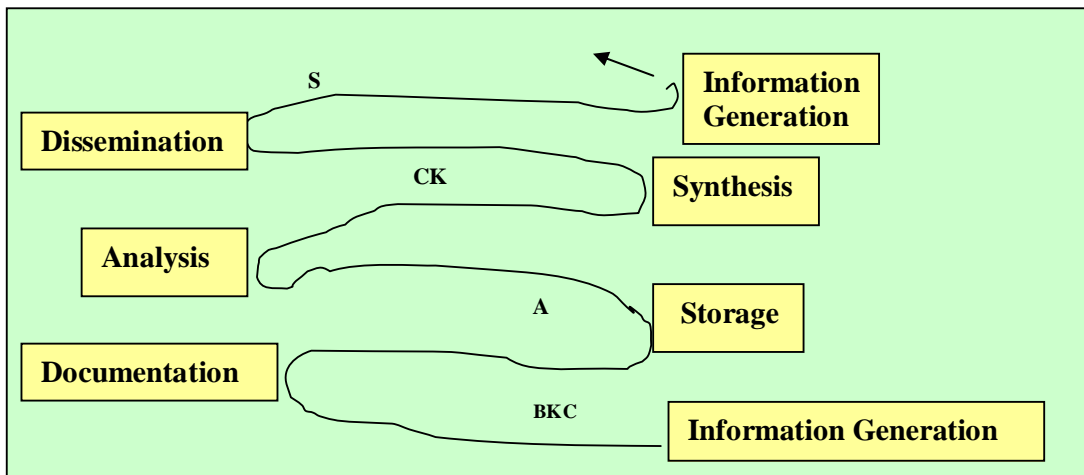 S
Information
Generation
Dissemination
CK
Synthesis
Analysis
A
Storage
Documentation
BKC
Information Generation